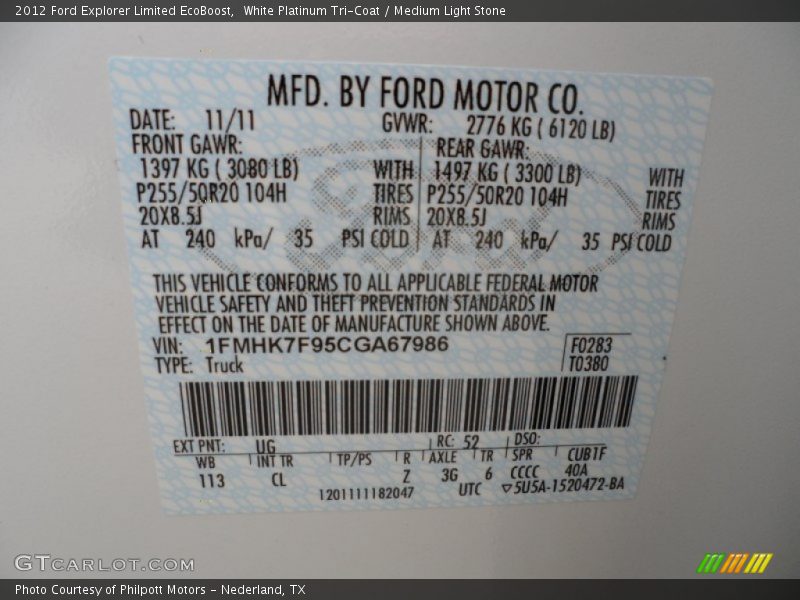 2012 Ford Explorer Limited EcoBoost, White Platinum Tri-Coat / Medium Light Stone
MFD. BY FORD MOTOR CO.
DATE: 11/11 GVWR: 2776 KG ( 6120 LB)
FRONT GAWR: REAR GAWR:
1397 KG ( 3080 LB) WITH 1497 KG ( 3300 LB) WITH
P255/50R20 104H TIRES P255/50R20 104H TIRES
20X8.5J RIMS 20X8.5J RIMS
AT 240 kPa/ 35 PSI COLD AT 240 kPa/ 35 PSI COLD
THIS VEHICLE CONFORMS TO ALL APPLICABLE FEDERAL MOTOR
VEHICLE SAFETY AND THEFT PREVENTION STANDARDS IN
EFFECT ON THE DATE OF MANUFACTURE SHOWN ABOVE.
VIN: 1FMHK7F95CGA67986 F0283
TYPE: Truck T0380
EXT PNT: UG RC: 52 DSO:
WB INT TR TP/PS R AXLE TR SPR CUB1F
113 CL Z 3G 6 CCCC 40A
1201111182047 UTC ▽5U5A-1520472-BA
GTCARLOT.COM
Photo Courtesy of Philpott Motors - Nederland, TX